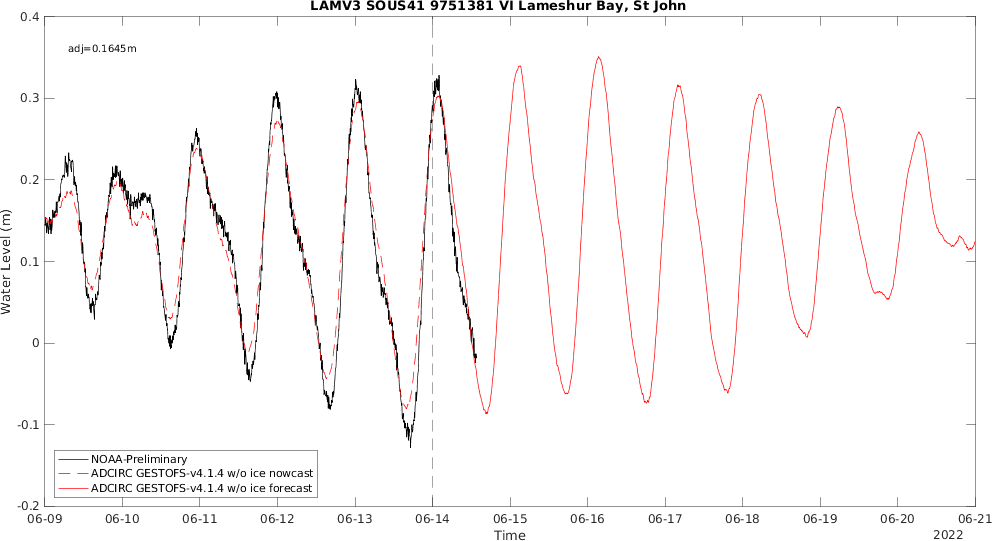 LAMV3 SOUS41 9751381 VI Lameshur Bay, St John
adj=0.1645m
Water Level (m)
0.4
0.3
0.2
0.1
0
-0.1
-0.2
NOAA-Preliminary
ADCIRC GESTOFS-v4.1.4 w/o ice nowcast
ADCIRC GESTOFS-v4.1.4 w/o ice forecast
06-09 06-10 06-11 06-12 06-13 06-14 06-15 06-16 06-17 06-18 06-19 06-20 06-21
Time
2022